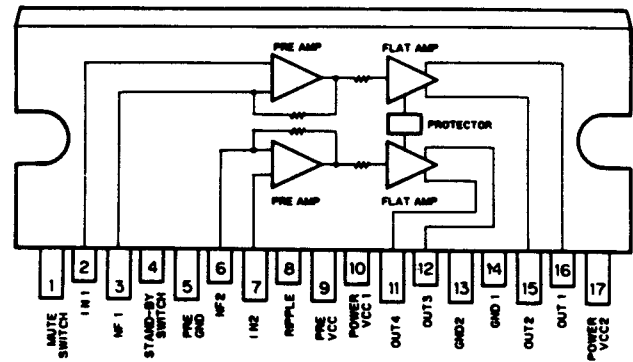 PRE AMP
FLAT AMP
PROTECTOR
PRE AMP
FLAT AMP
1
2
3
4
5
6
7
8
9
10
11
12
13
14
15
16
17
MUTE
SWITCH
IN 1
NF 1
STAND-BY
SWITCH
PRE
GND
NF2
IN2
RIPPLE
PRE
VCC
POWER
VCC 1
OUT4
OUT3
GND2
GND 1
OUT2
OUT 1
POWER
VCC2